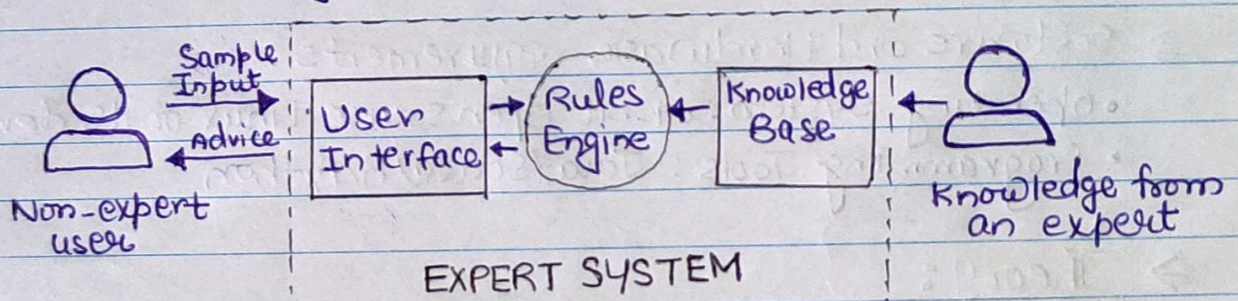 Sample
Input
Advice
Non-expert
user
User
Interface
Rules
Engine
Knowledge
Base
Knowledge from
an expert
EXPERT SYSTEM